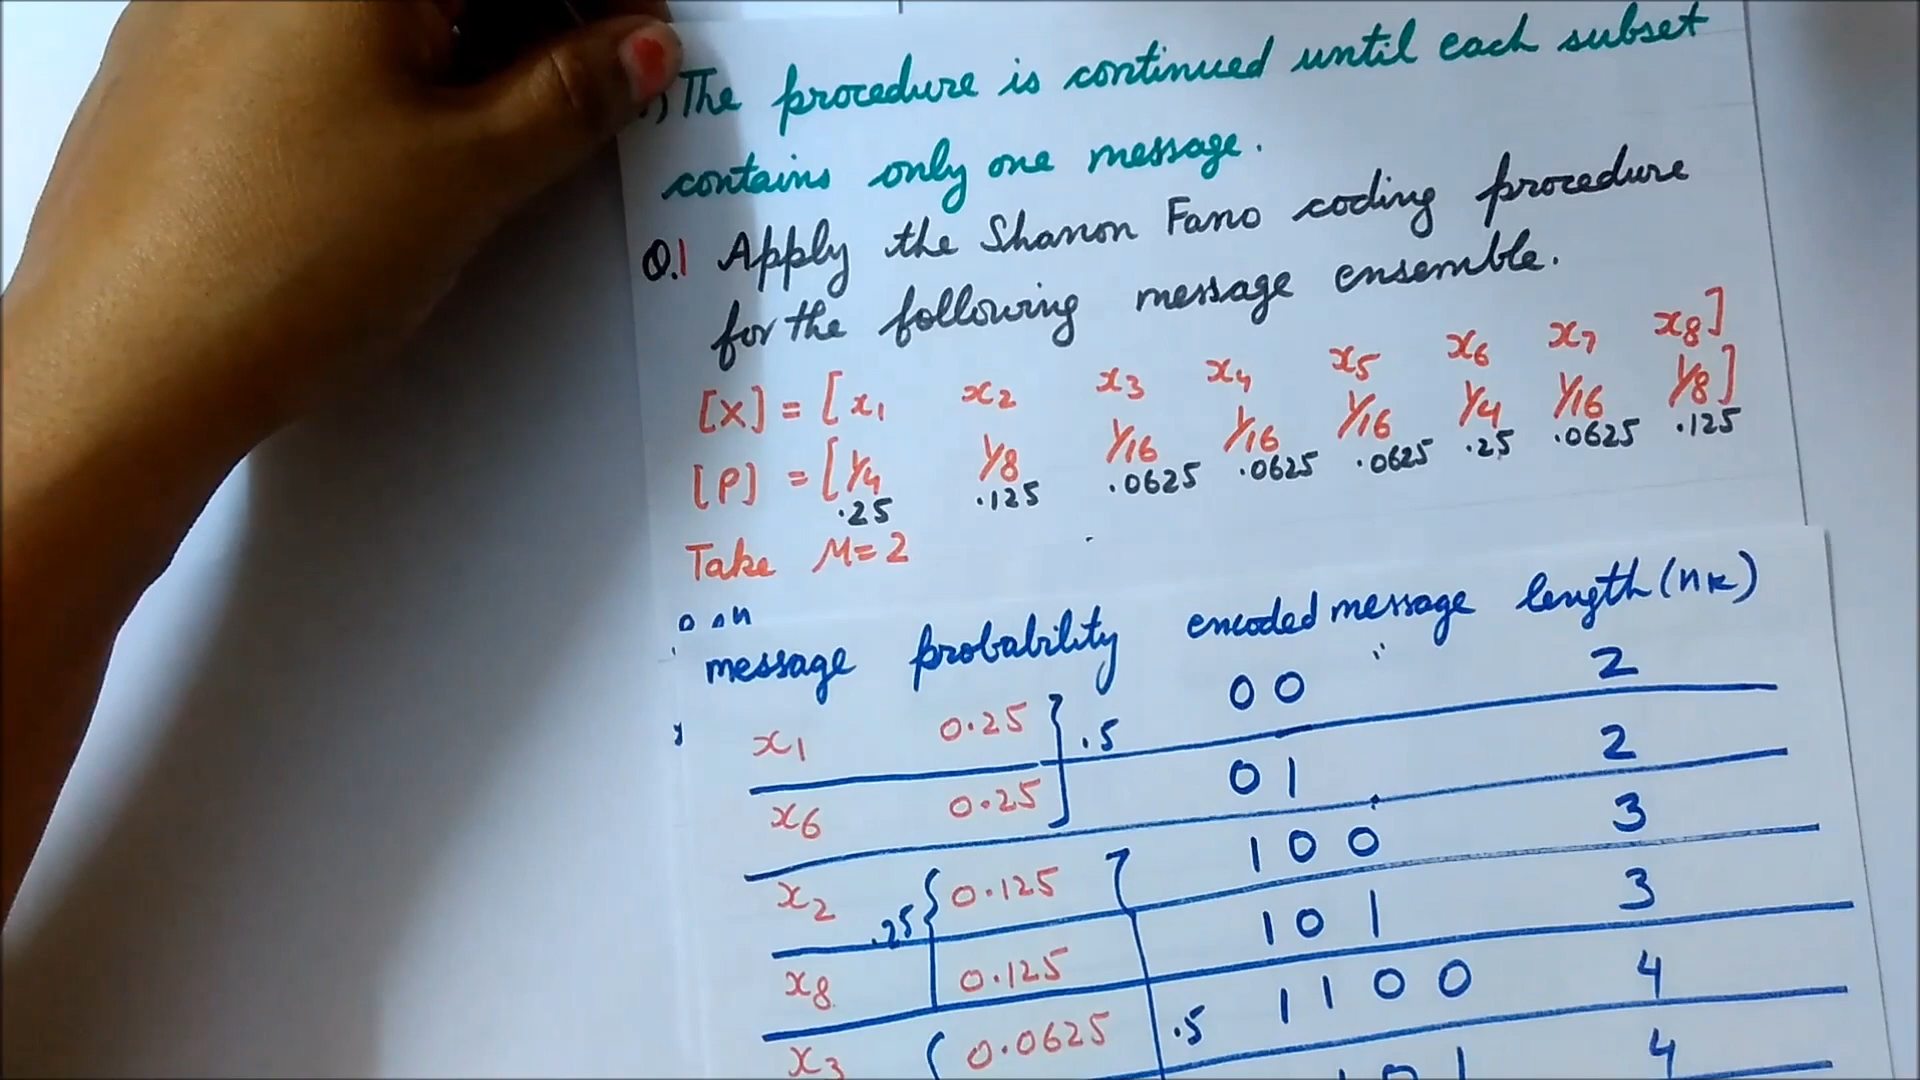 ) The procedure is continued until each subset
contains only one message.
Q.1 Apply the Shanon Fano coding procedure
for the following message ensemble.
[X] = [x1 x2 x3 x4 x5 x6 x7 x8]
[P] = [1/4 1/8 1/16 1/16 1/16 1/4 1/16 1/8]
.25 .125 .0625 .0625 .0625 .25 .0625 .125
Take M=2
message probability encoded message length (nk)
x1 0.25 00 2
.5
x6 0.25 01 2
x2 0.125 100 3
.25
x8 0.125 101 3
x3 0.0625 .5 1100 4
4